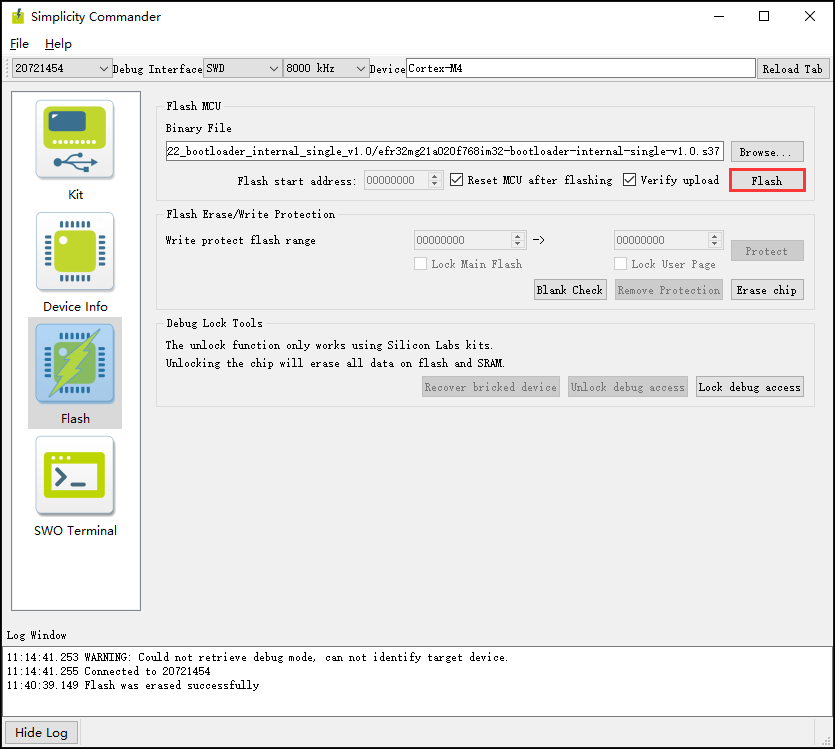 Simplicity Commander
File Help
20721454 Debug Interface SWD 8000 kHz Device Cortex-M4 Reload Tab
Kit
Device Info
Flash
SWO Terminal
Flash MCU
Binary File
22_bootloader_internal_single_v1.0/efr32mg21a020f768im32-bootloader-internal-single-v1.0.s37 Browse...
Flash start address: 00000000 Reset MCU after flashing Verify upload Flash
Flash Erase/Write Protection
Write protect flash range 00000000 -> 00000000 Protect
Lock Main Flash Lock User Page
Blank Check Remove Protection Erase chip
Debug Lock Tools
The unlock function only works using Silicon Labs kits.
Unlocking the chip will erase all data on flash and SRAM.
Recover bricked device Unlock debug access Lock debug access
Log Window
11:14:41.253 WARNING: Could not retrieve debug mode, can not identify target device.
11:14:41.255 Connected to 20721454
11:40:39.149 Flash was erased successfully
Hide Log